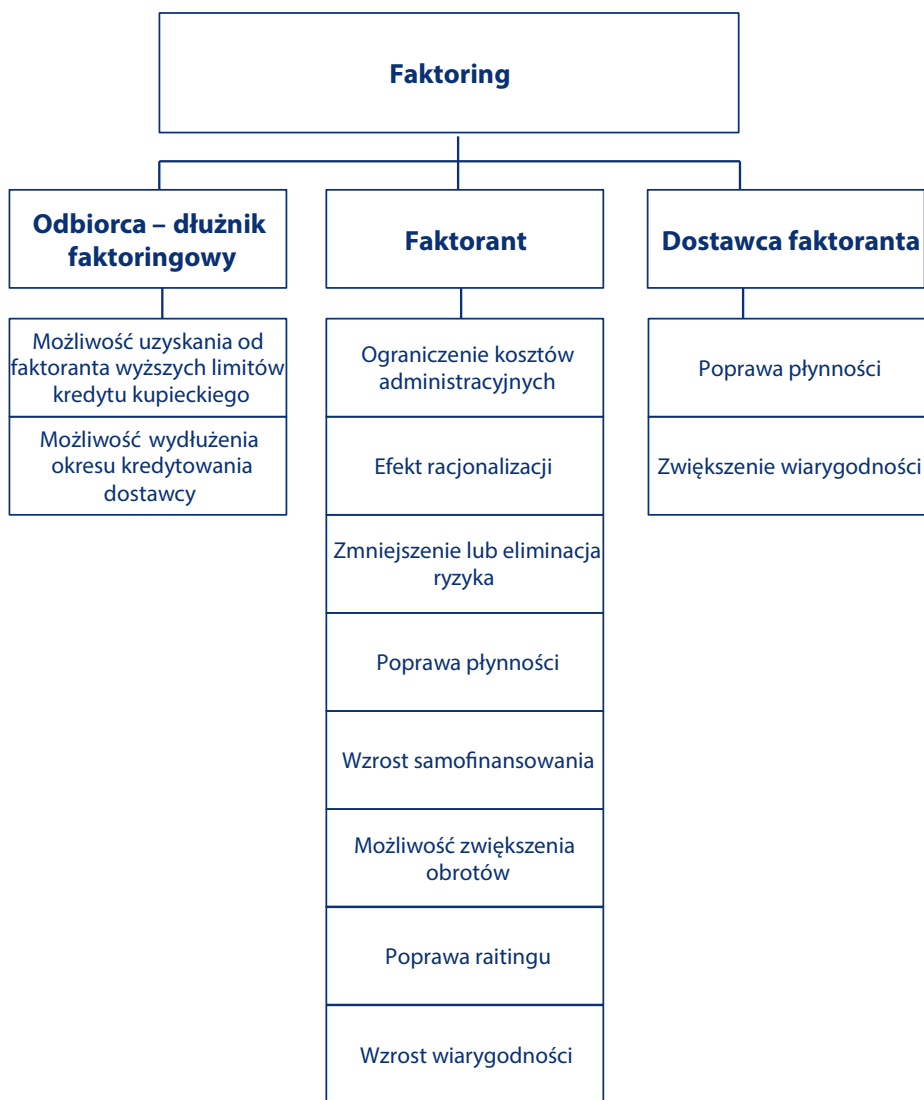 Faktoring
Odbiorca – dłużnik
faktoringowy
Możliwość uzyskania od
faktoranta wyższych limitów
kredytu kupieckiego
Możliwość wydłużenia
okresu kredytowania
dostawcy
Faktorant
Ograniczenie kosztów
administracyjnych
Efekt racjonalizacji
Zmniejszenie lub eliminacja
ryzyka
Poprawa płynności
Wzrost samofinansowania
Możliwość zwiększenia
obrotów
Poprawa raitingu
Wzrost wiarygodności
Dostawca faktoranta
Poprawa płynności
Zwiększenie wiarygodności